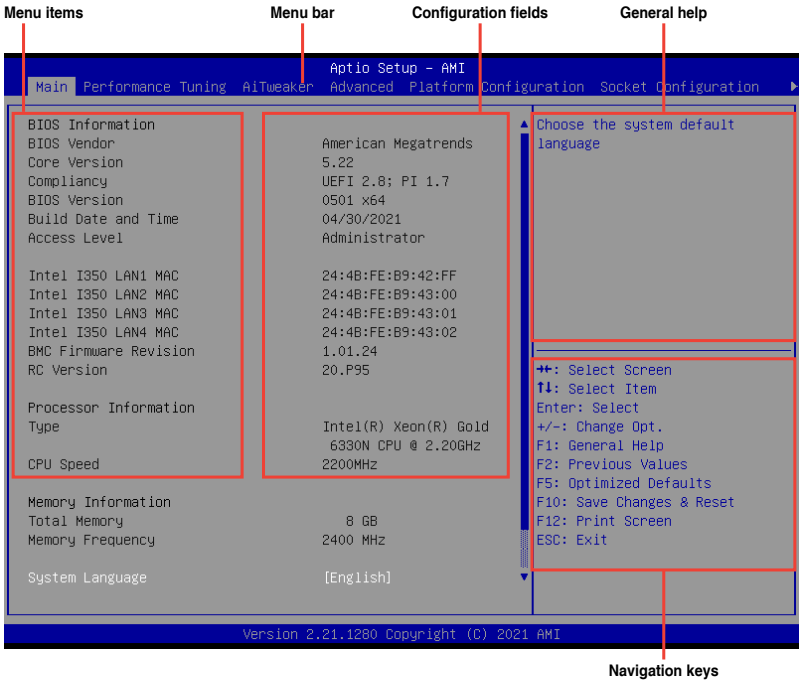 Menu items Menu bar Configuration fields General help
Aptio Setup – AMI
Main Performance Tuning AiTweaker Advanced Platform Configuration Socket Configuration
BIOS Information
BIOS Vendor American Megatrends
Core Version 5.22
Compliancy UEFI 2.8; PI 1.7
BIOS Version 0501 x64
Build Date and Time 04/30/2021
Access Level Administrator
Intel I350 LAN1 MAC 24:4B:FE:B9:42:FF
Intel I350 LAN2 MAC 24:4B:FE:B9:43:00
Intel I350 LAN3 MAC 24:4B:FE:B9:43:01
Intel I350 LAN4 MAC 24:4B:FE:B9:43:02
BMC Firmware Revision 1.01.24
RC Version 20.P95
Processor Information
Type Intel(R) Xeon(R) Gold
6330N CPU @ 2.20GHz
CPU Speed 2200MHz
Memory Information
Total Memory 8 GB
Memory Frequency 2400 MHz
System Language [English]
Choose the system default
language
→←: Select Screen
↑↓: Select Item
Enter: Select
+/-: Change Opt.
F1: General Help
F2: Previous Values
F5: Optimized Defaults
F10: Save Changes & Reset
F12: Print Screen
ESC: Exit
Version 2.21.1280 Copyright (C) 2021 AMI
Navigation keys